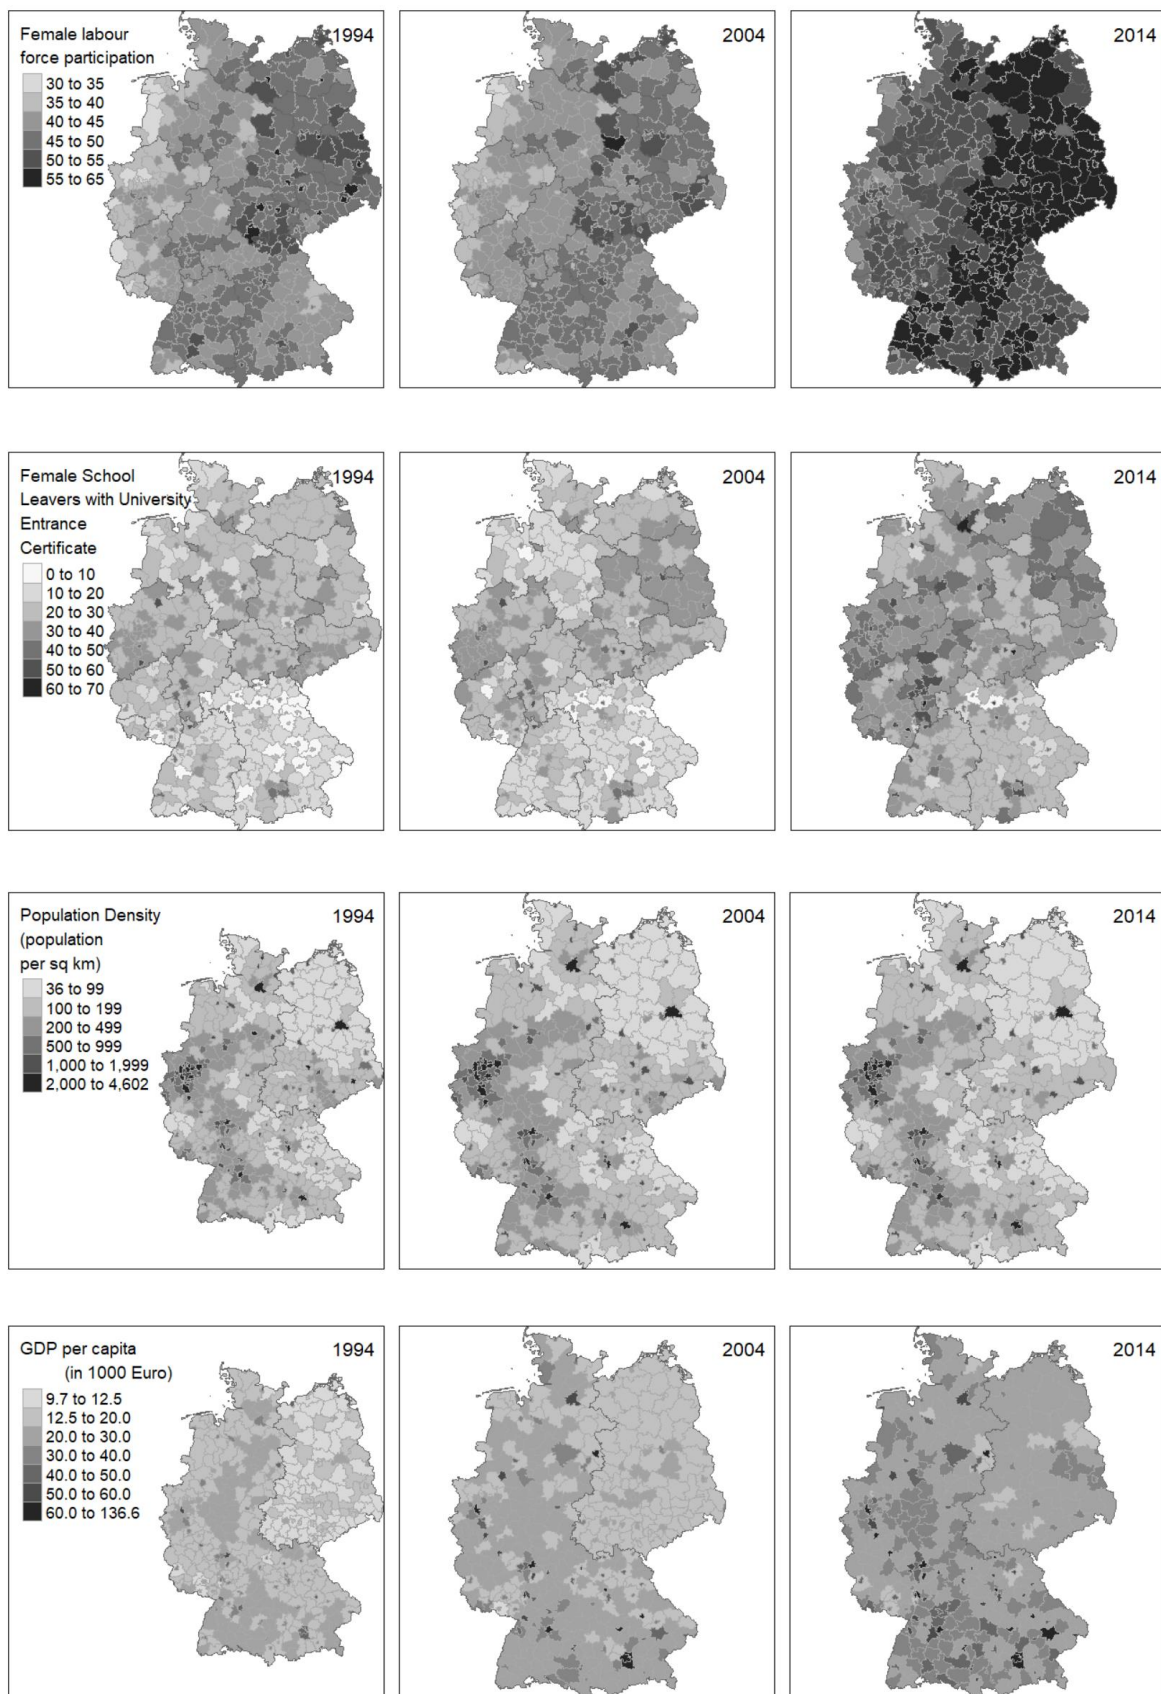 Female labour
force participation
30 to 35
35 to 40
40 to 45
45 to 50
50 to 55
55 to 65
1994
2004
2014
Female School
Leavers with University
Entrance
Certificate
0 to 10
10 to 20
20 to 30
30 to 40
40 to 50
50 to 60
60 to 70
1994
2004
2014
Population Density
(population
per sq km)
36 to 99
100 to 199
200 to 499
500 to 999
1,000 to 1,999
2,000 to 4,602
1994
2004
2014
GDP per capita
(in 1000 Euro)
9.7 to 12.5
12.5 to 20.0
20.0 to 30.0
30.0 to 40.0
40.0 to 50.0
50.0 to 60.0
60.0 to 136.6
1994
2004
2014